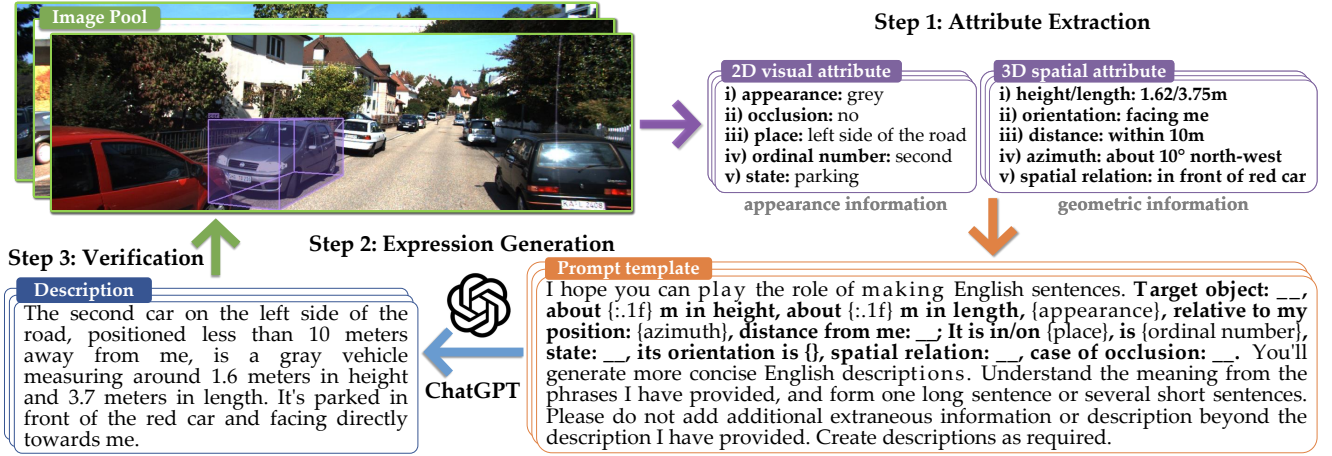 Image Pool
Step 1: Attribute Extraction
2D visual attribute
i) appearance: grey
ii) occlusion: no
iii) place: left side of the road
iv) ordinal number: second
v) state: parking
appearance information
3D spatial attribute
i) height/length: 1.62/3.75m
ii) orientation: facing me
iii) distance: within 10m
iv) azimuth: about 10° north-west
v) spatial relation: in front of red car
geometric information
KA·L 2408
Step 2: Expression Generation
Prompt template
I hope you can play the role of making English sentences. Target object: __,
about {:.1f} m in height, about {:.1f} m in length, {appearance}, relative to my
position: {azimuth}, distance from me: __; It is in/on {place}, is {ordinal number},
state: __, its orientation is {}, spatial relation: __, case of occlusion: __. You'll
generate more concise English descriptions. Understand the meaning from the
phrases I have provided, and form one long sentence or several short sentences.
Please do not add additional extraneous information or description beyond the
description I have provided. Create descriptions as required.
ChatGPT
Step 3: Verification
Description
The second car on the left side of the
road, positioned less than 10 meters
away from me, is a gray vehicle
measuring around 1.6 meters in height
and 3.7 meters in length. It's parked in
front of the red car and facing directly
towards me.